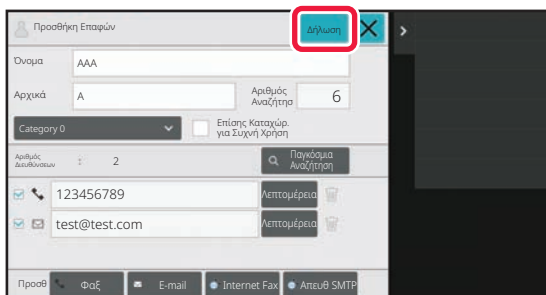 Προσθήκη Επαφών
Δήλωση
Όνομα
AAA
Αρχικά
A
Αριθμός
Αναζήτησ
6
Category 0
Επίσης Καταχώρ.
για Συχνή Χρήση
Αριθμός
Διευθύνσεων
:
2
Παγκόσμια
Αναζήτηση
123456789
Λεπτομέρεια
test@test.com
Λεπτομέρεια
Προσθ
Φαξ
E-mail
Internet Fax
Απευθ SMTP